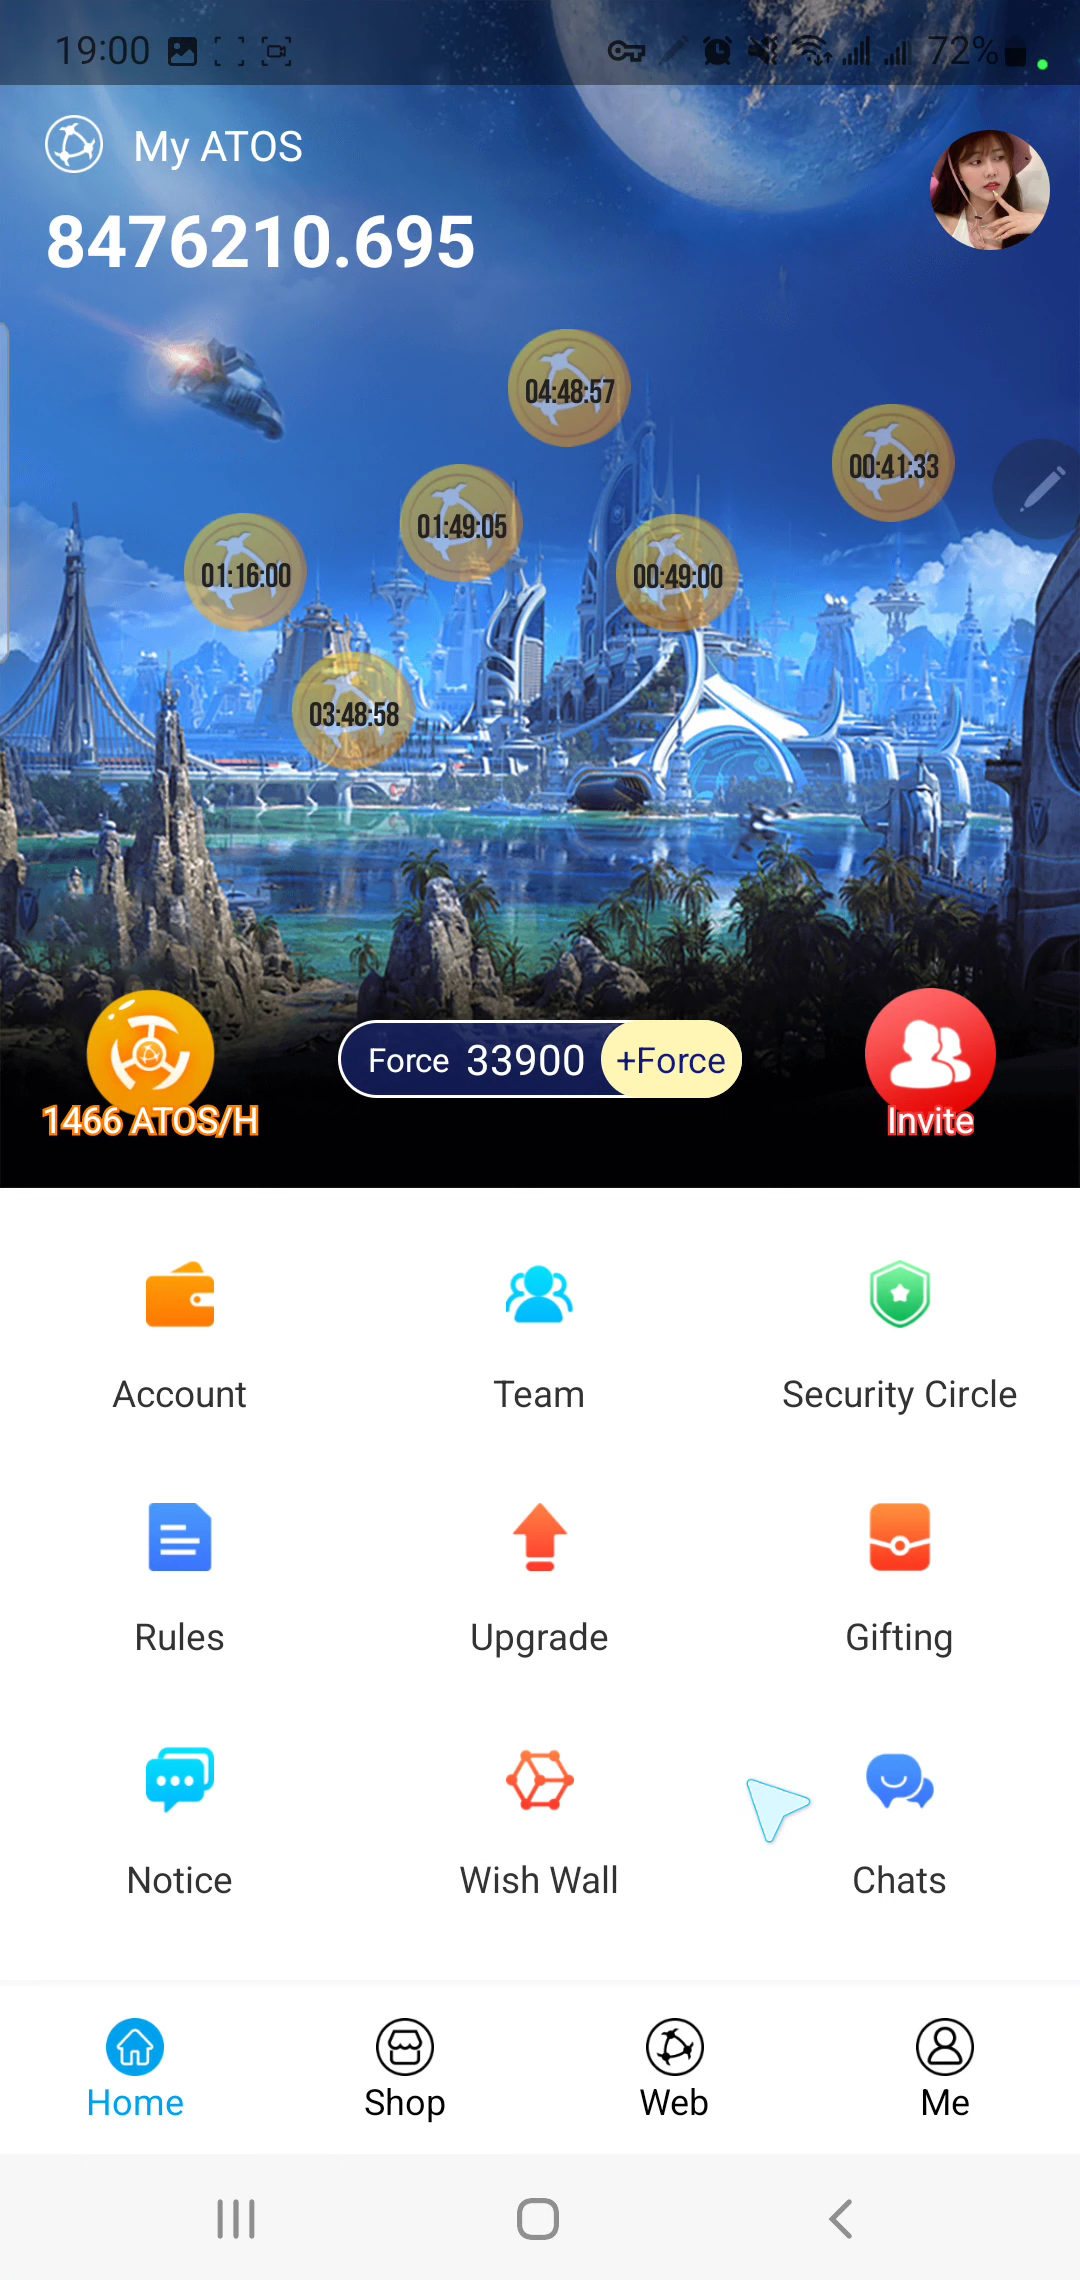 19:00
72%
My ATOS
8476210.695
04:48:57
00:41:33
01:49:05
01:16:00
00:49:00
03:48:58
1466 ATOS/H
Force 33900 +Force
Invite
Account
Team
Security Circle
Rules
Upgrade
Gifting
Notice
Wish Wall
Chats
Home
Shop
Web
Me